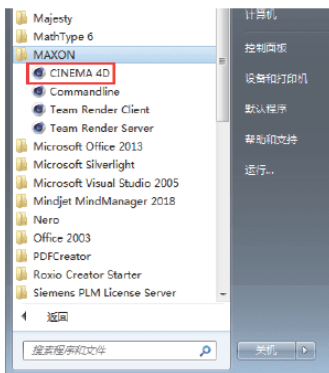 Majesty
MathType 6
MAXON
CINEMA 4D
Commandline
Team Render Client
Team Render Server
Microsoft Office 2013
Microsoft Silverlight
Microsoft Visual Studio 2005
Mindjet MindManager 2018
Nero
Office 2003
PDFCreator
Roxio Creator Starter
Siemens PLM License Server
返回
搜索程序和文件
计算机
控制面板
设备和打印机
默认程序
帮助和支持
运行...
关机